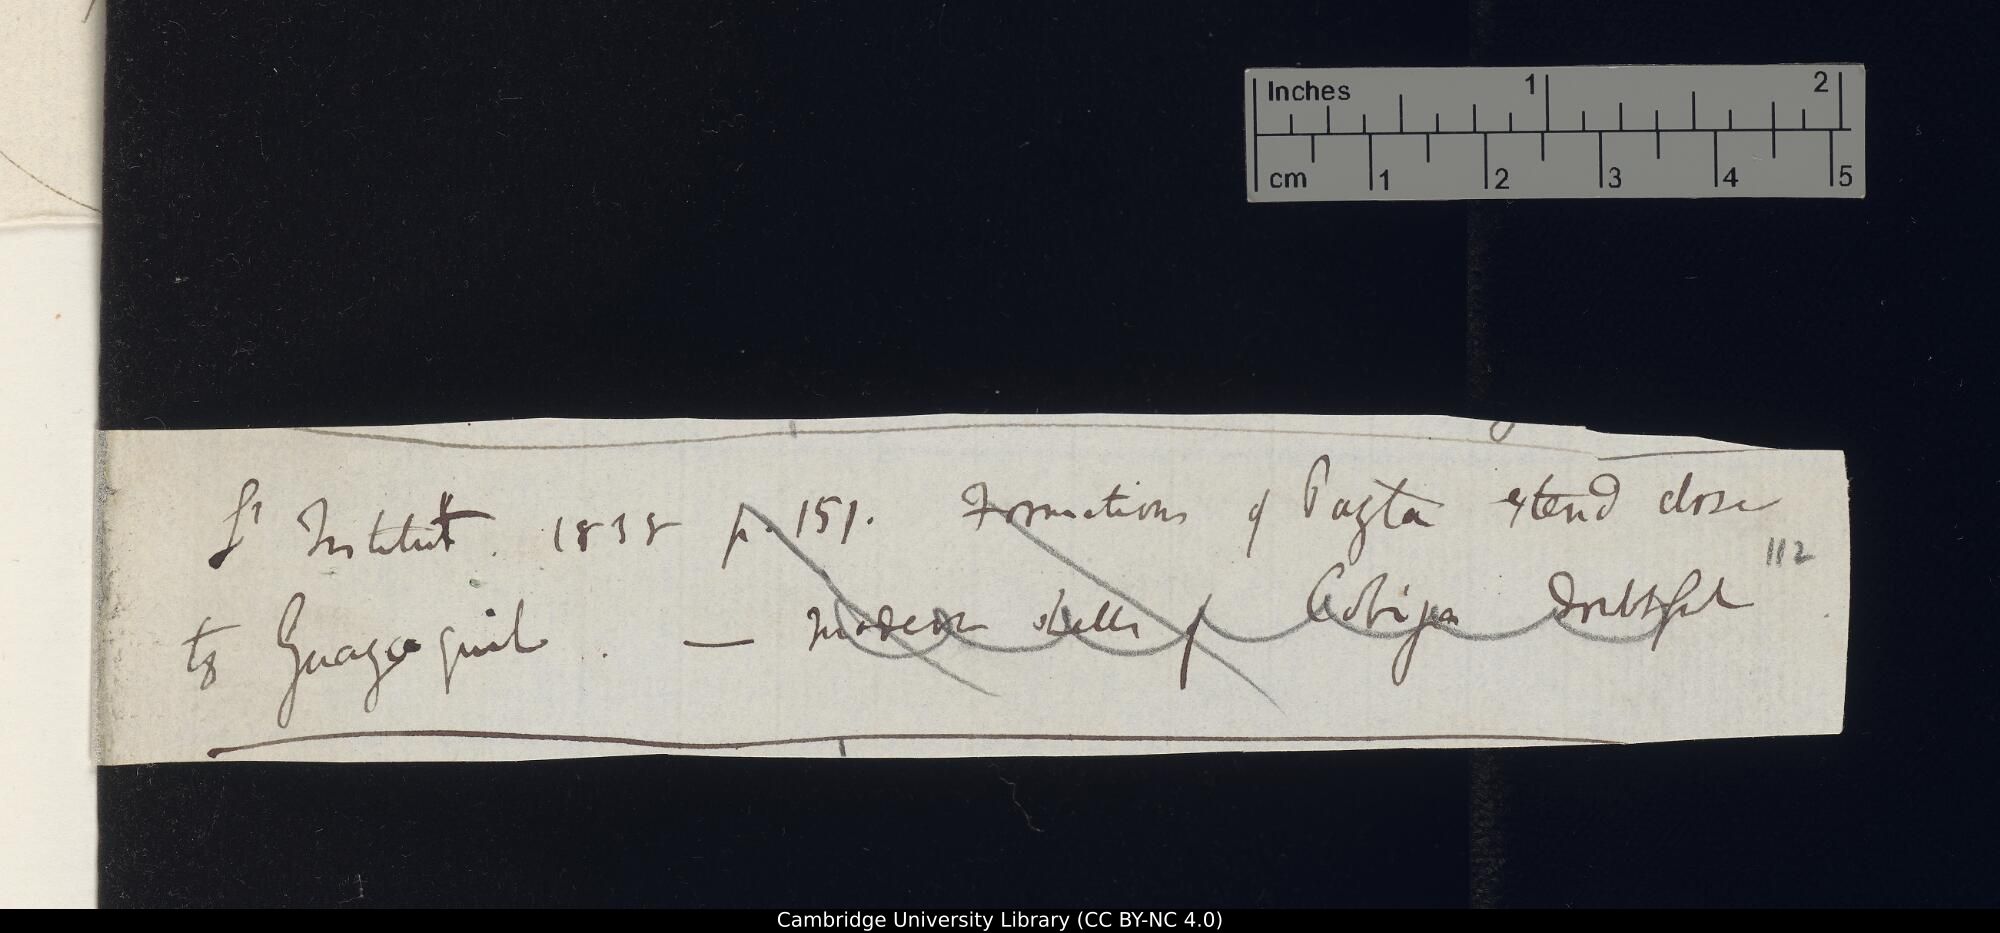 Inches 1 2
cm 1 2 3 4 5
L' Institut. 1838 p. 151. Formations of Payta extend close
112
to Guayaquil. — modern shells of Cobija doubtful
Cambridge University Library (CC BY-NC 4.0)